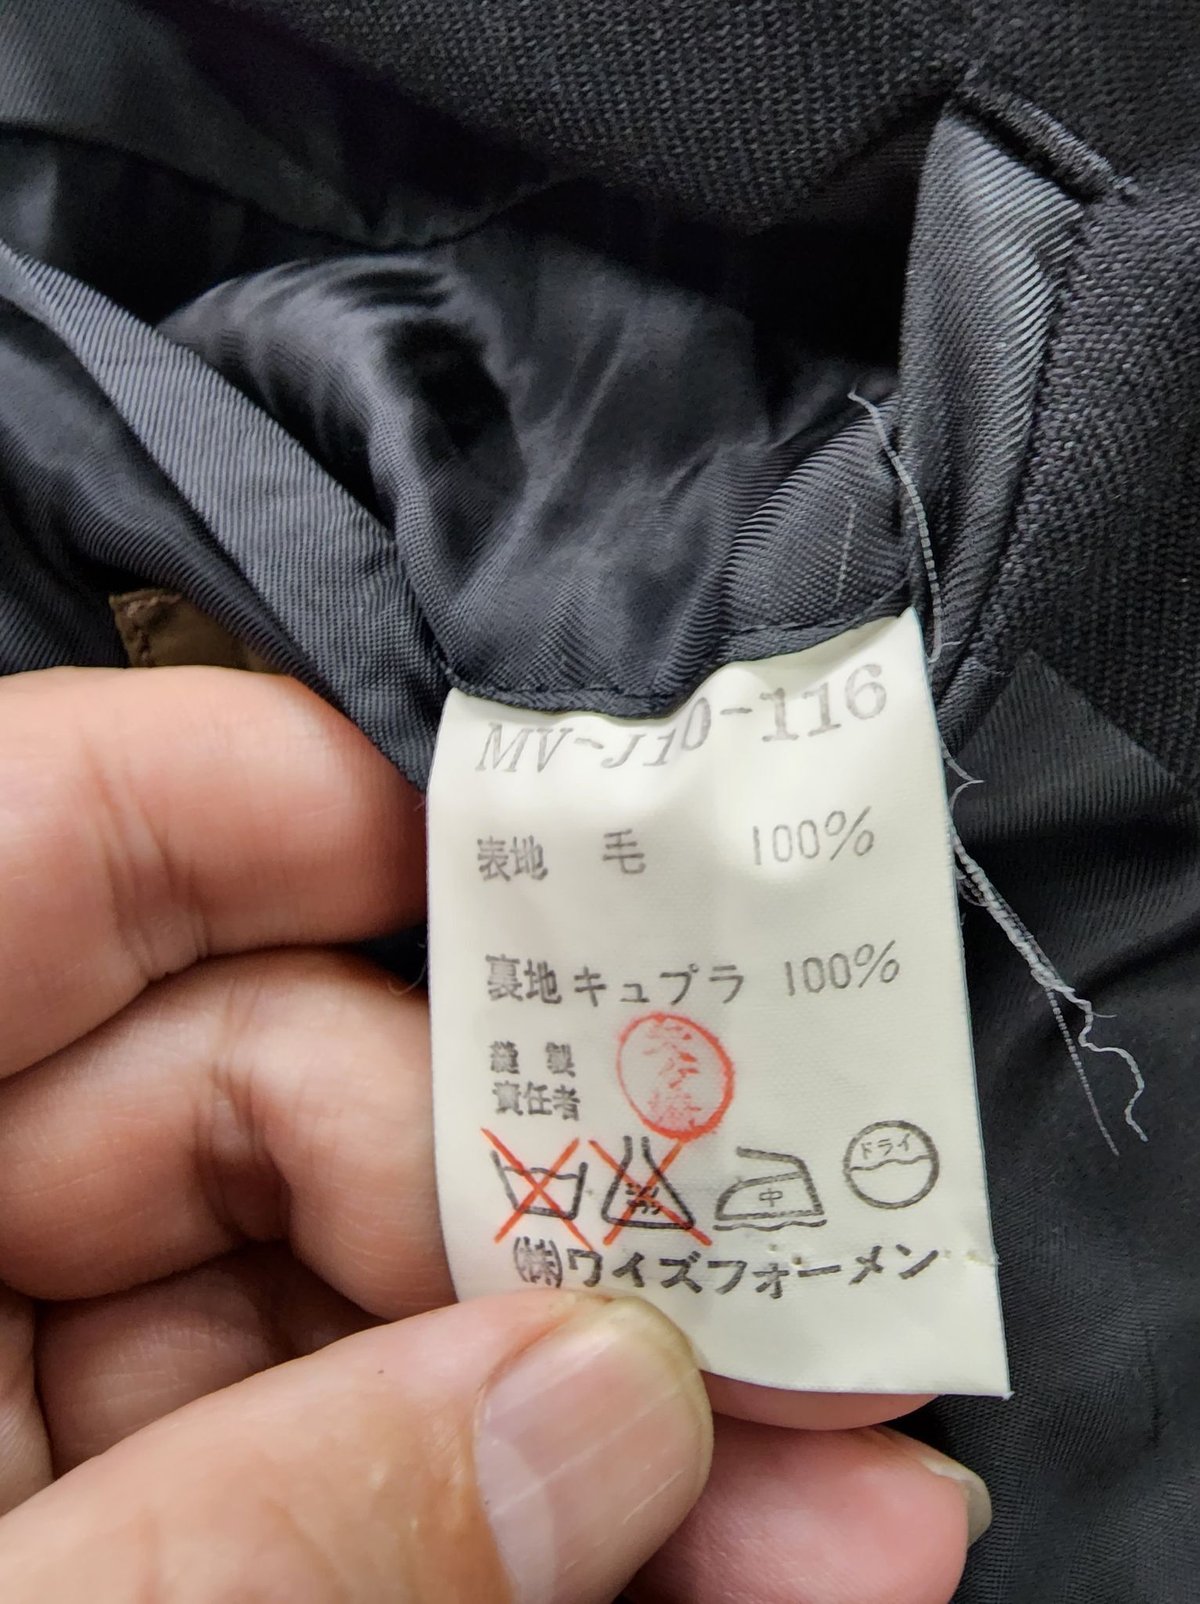 MV-J10-116
表地 毛 100%
裏地 キュプラ 100%
縫製
責任者
ドライ
中
(株)ワイズフォーメン